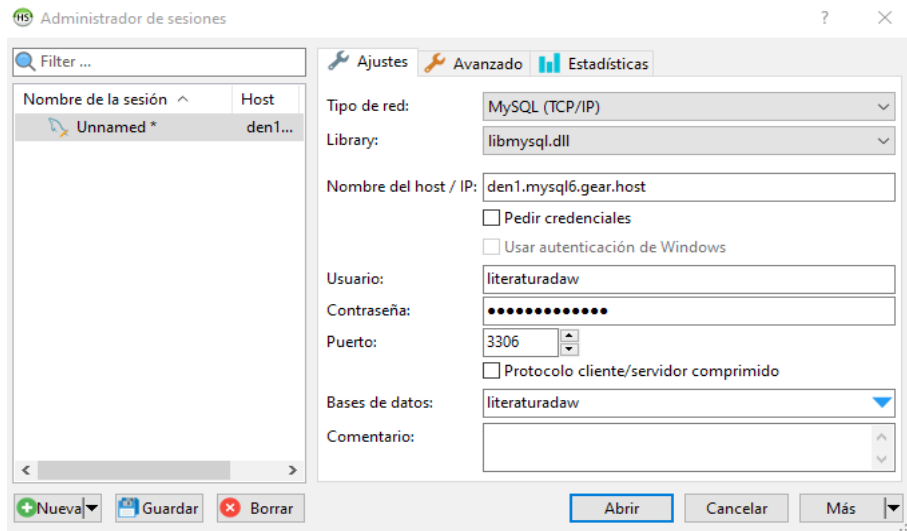 HS Administrador de sesiones ?
Filter ...
Nombre de la sesión Host
Unnamed * den1...
Nueva Guardar Borrar
Ajustes Avanzado Estadísticas
Tipo de red: MySQL (TCP/IP)
Library: libmysql.dll
Nombre del host / IP: den1.mysql6.gear.host
Pedir credenciales
Usar autenticación de Windows
Usuario: literaturadaw
Contraseña: ●●●●●●●●●●●●●
Puerto: 3306
Protocolo cliente/servidor comprimido
Bases de datos: literaturadaw
Comentario:
Abrir Cancelar Más